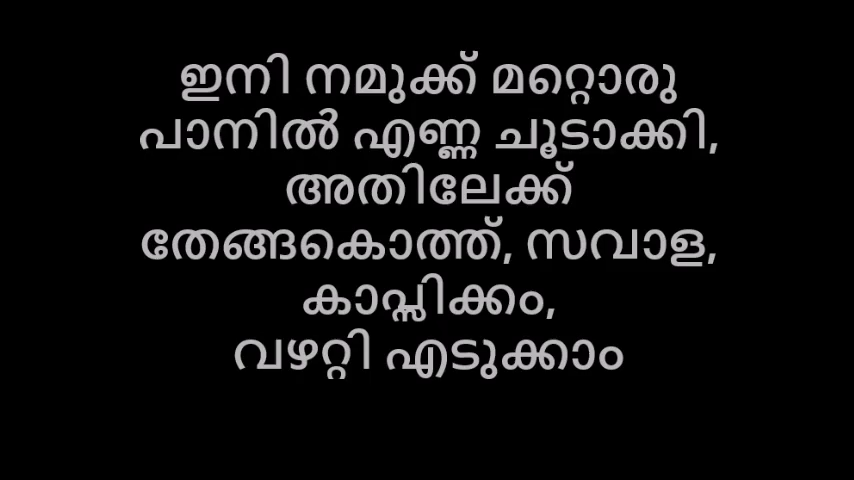 ഇനി നമുക്ക് മറ്റൊരു
പാനിൽ എണ്ണ ചൂടാക്കി,
അതിലേക്ക്
തേങ്ങകൊത്ത്, സവാള,
കാപ്സിക്കം,
വഴറ്റി എടുക്കാം